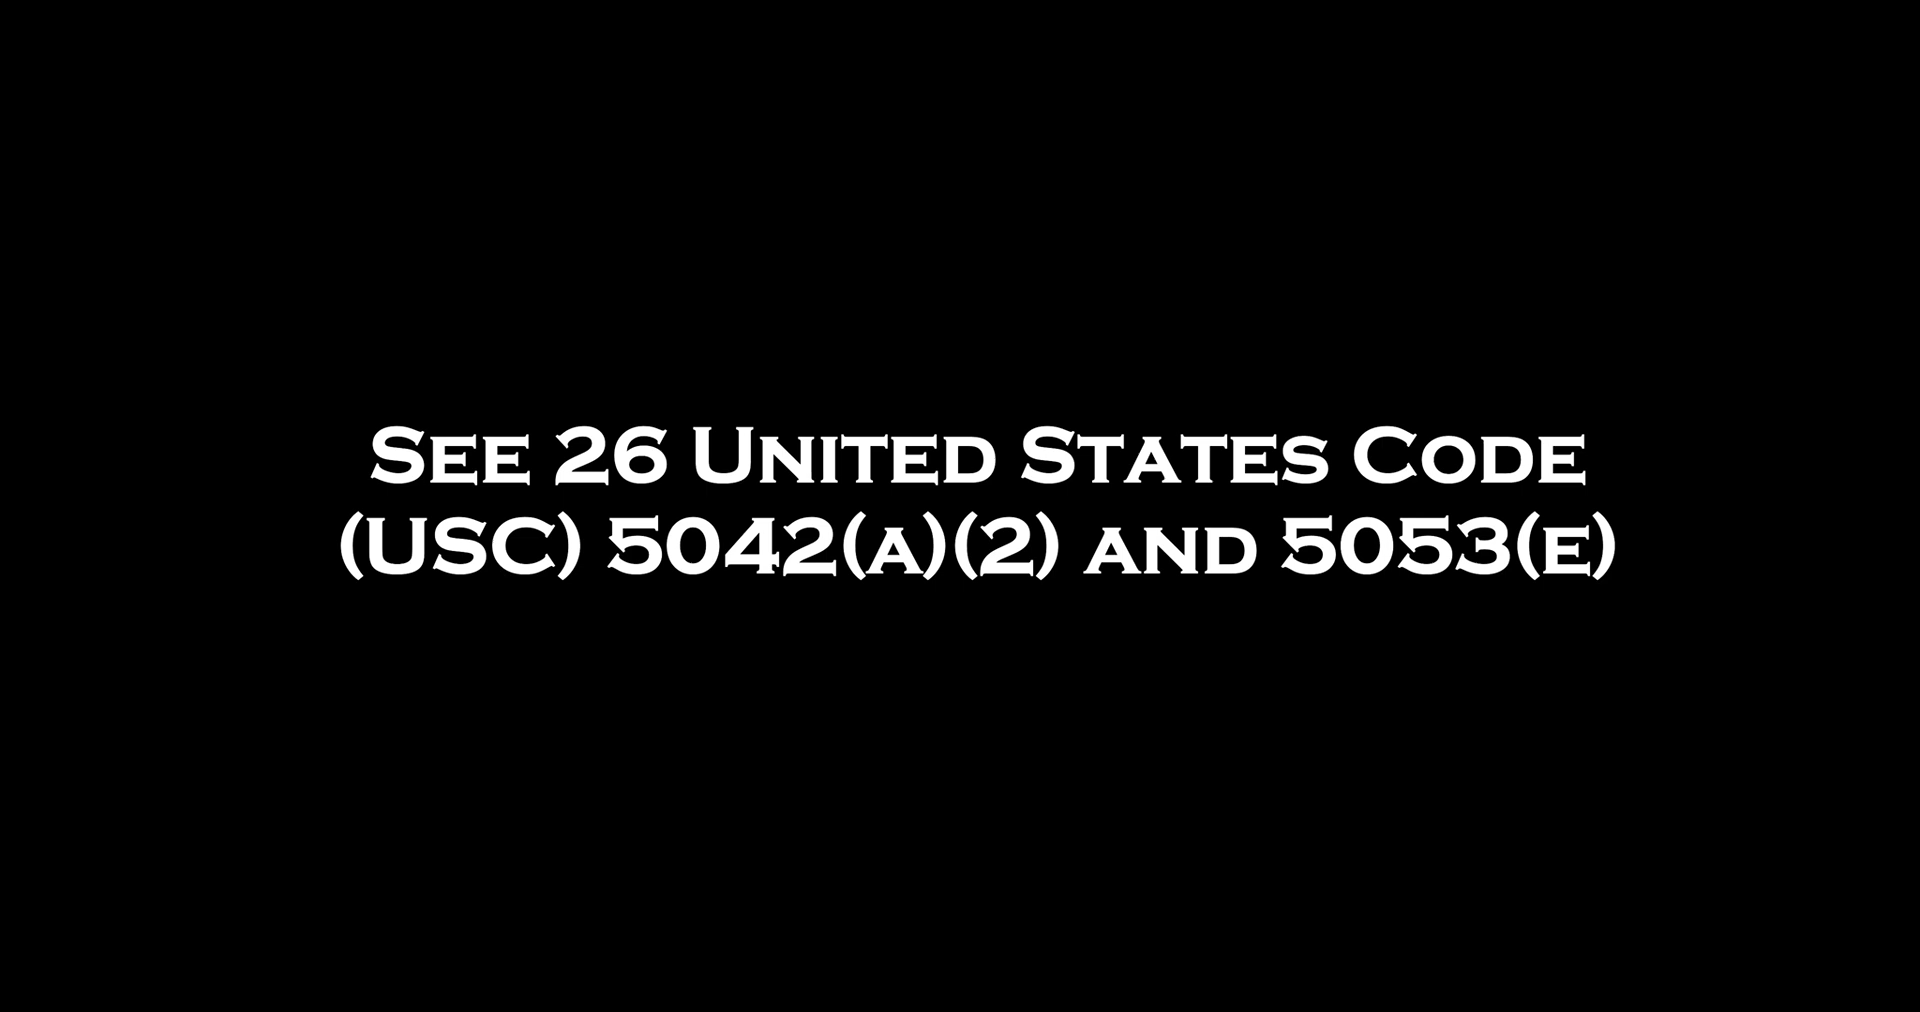 See 26 United States Code
(USC) 5042(a)(2) and 5053(e)